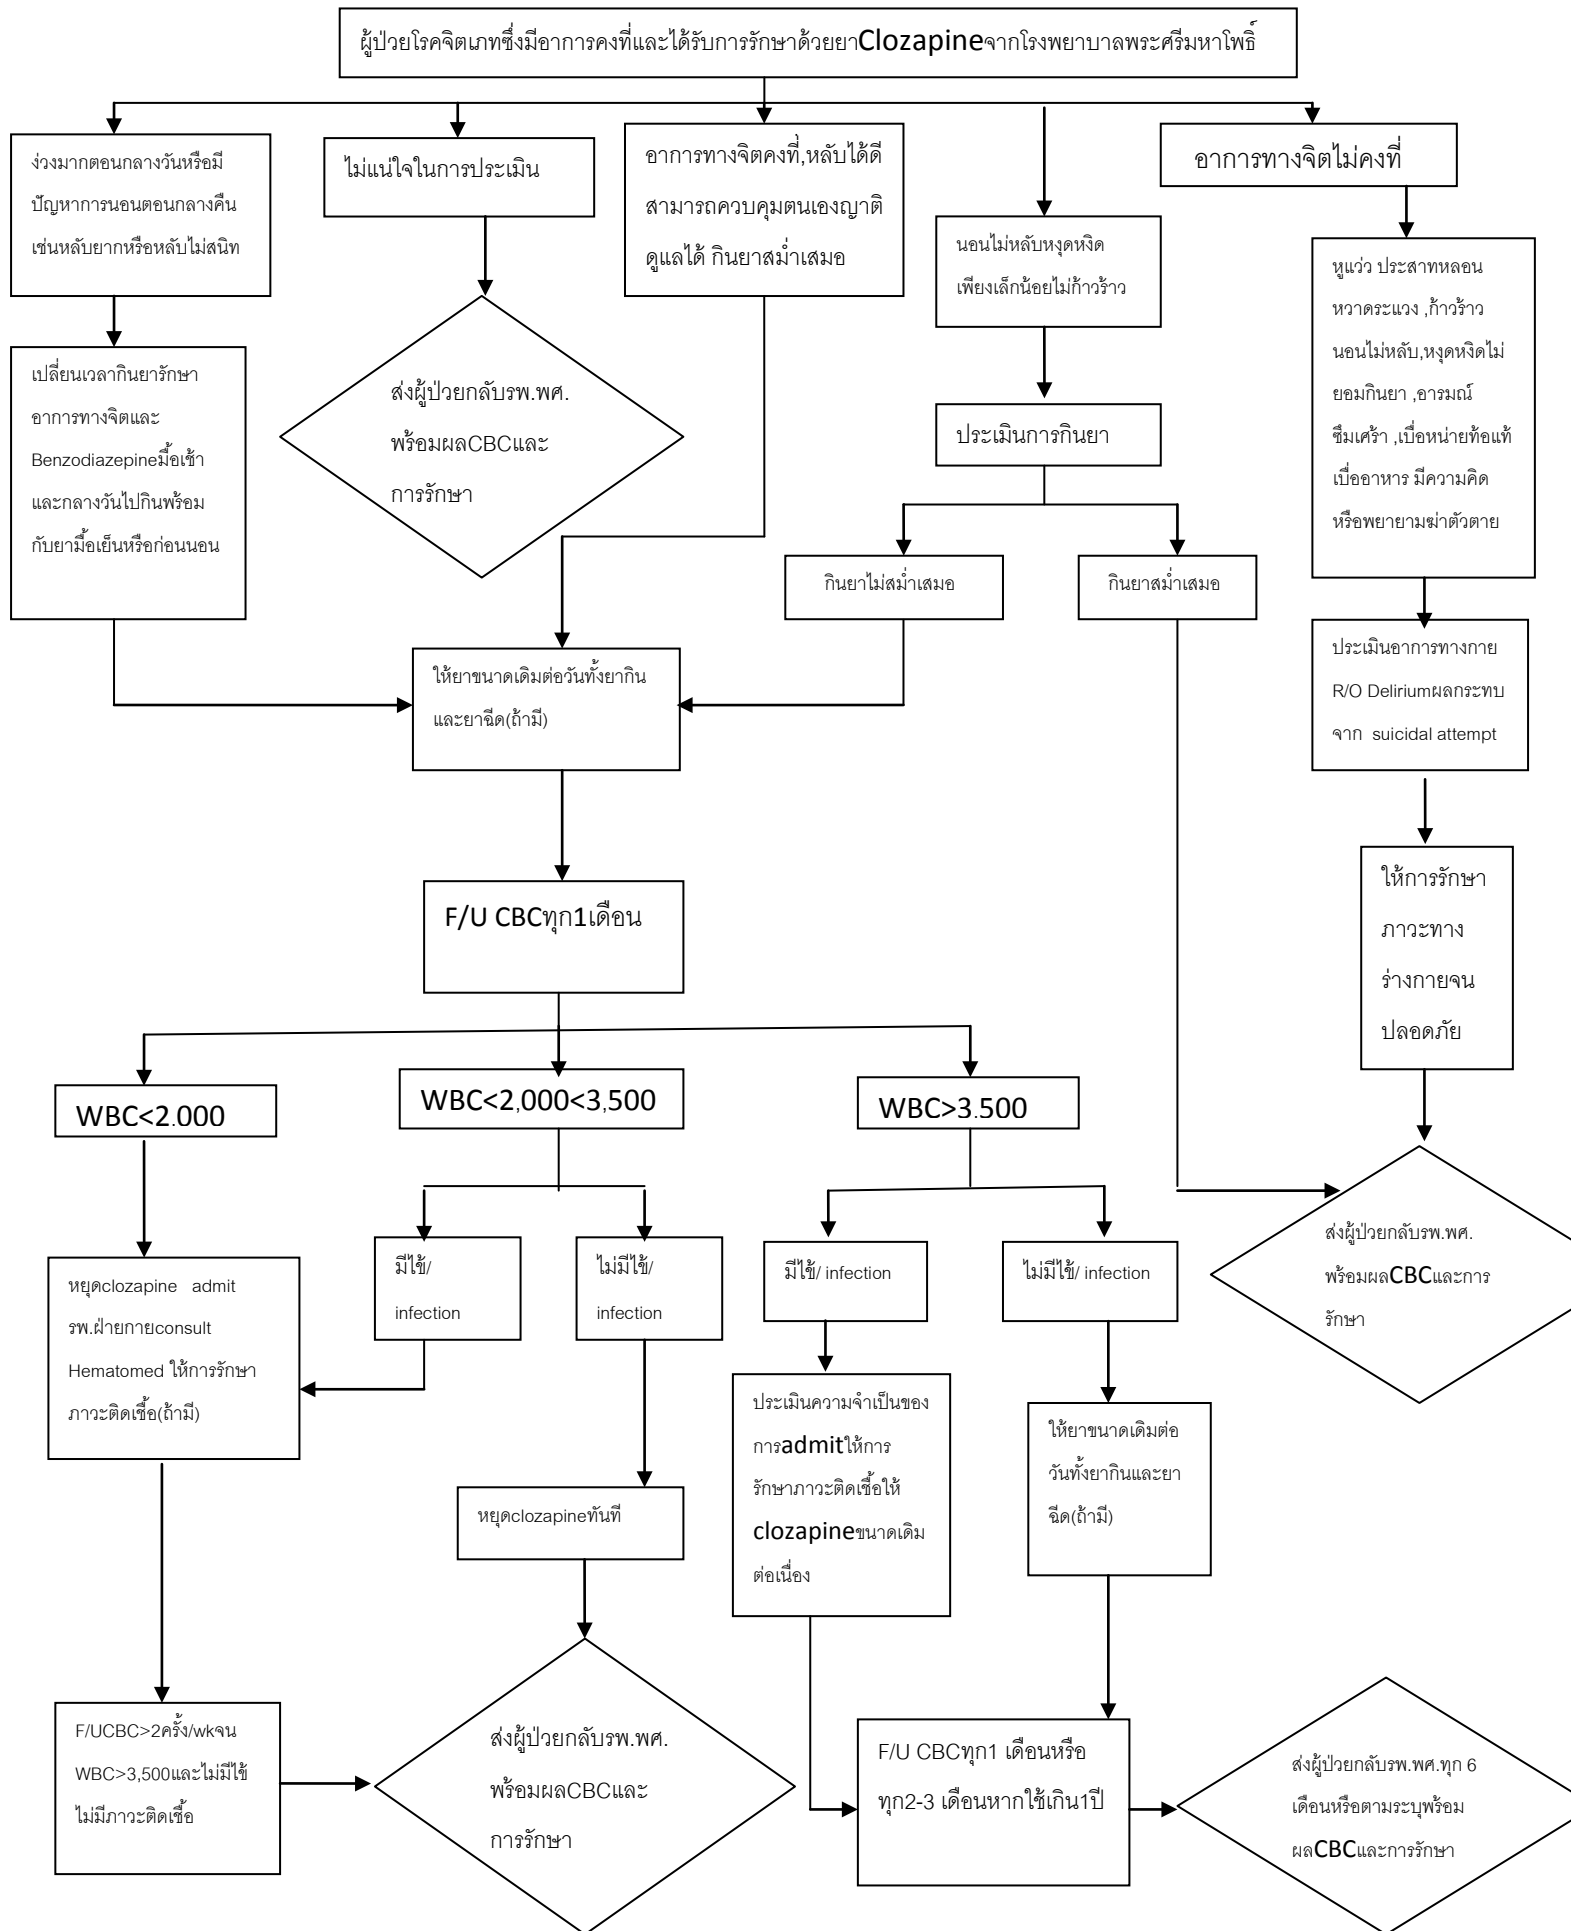 ผู้ป่วยโรคจิตเภทซึ่งมีอาการคงที่และได้รับการรักษาด้วยยาClozapineจากโรงพยาบาลพระศรีมหาโพธิ์
ง่วงมากตอนกลางวันหรือมี
ปัญหาการนอนตอนกลางคืน
เช่นหลับยากหรือหลับไม่สนิท
ไม่แน่ใจในการประเมิน
อาการทางจิตคงที่,หลับได้ดี
สามารถควบคุมตนเองญาติ
ดูแลได้ กินยาสม่ำเสมอ
นอนไม่หลับหงุดหงิด
เพียงเล็กน้อยไม่ก้าวร้าว
อาการทางจิตไม่คงที่
หูแว่ว ประสาทหลอน
หวาดระแวง ,ก้าวร้าว
นอนไม่หลับ,หงุดหงิดไม่
ยอมกินยา ,อารมณ์
ซึมเศร้า ,เบื่อหน่ายท้อแท้
เบื่ออาหาร มีความคิด
หรือพยายามฆ่าตัวตาย
เปลี่ยนเวลากินยารักษา
อาการทางจิตและ
Benzodiazepineมื้อเช้า
และกลางวันไปกินพร้อม
กับยามื้อเย็นหรือก่อนนอน
ส่งผู้ป่วยกลับรพ.พศ.
พร้อมผลCBCและ
การรักษา
ประเมินการกินยา
กินยาไม่สม่ำเสมอ
กินยาสม่ำเสมอ
ประเมินอาการทางกาย
R/O Deliriumผลกระทบ
จาก suicidal attempt
ให้ยาขนาดเดิมต่อวันทั้งยากิน
และยาฉีด(ถ้ามี)
ให้การรักษา
ภาวะทาง
ร่างกายจน
ปลอดภัย
F/U CBCทุก1เดือน
WBC<2.000
WBC<2,000<3,500
WBC>3.500
หยุดclozapine admit
รพ.ฝ่ายกายconsult
Hematomed ให้การรักษา
ภาวะติดเชื้อ(ถ้ามี)
มีไข้/
infection
ไม่มีไข้/
infection
มีไข้/ infection
ไม่มีไข้/ infection
ส่งผู้ป่วยกลับรพ.พศ.
พร้อมผลCBCและการ
รักษา
หยุดclozapineทันที
ประเมินความจำเป็นของ
การadmitให้การ
รักษาภาวะติดเชื้อให้
clozapineขนาดเดิม
ต่อเนื่อง
ให้ยาขนาดเดิมต่อ
วันทั้งยากินและยา
ฉีด(ถ้ามี)
F/UCBC>2ครั้ง/wkจน
WBC>3,500และไม่มีไข้
ไม่มีภาวะติดเชื้อ
ส่งผู้ป่วยกลับรพ.พศ.
พร้อมผลCBCและ
การรักษา
F/U CBCทุก1 เดือนหรือ
ทุก2-3 เดือนหากใช้เกิน1ปี
ส่งผู้ป่วยกลับรพ.พศ.ทุก 6
เดือนหรือตามระบุพร้อม
ผลCBCและการรักษา